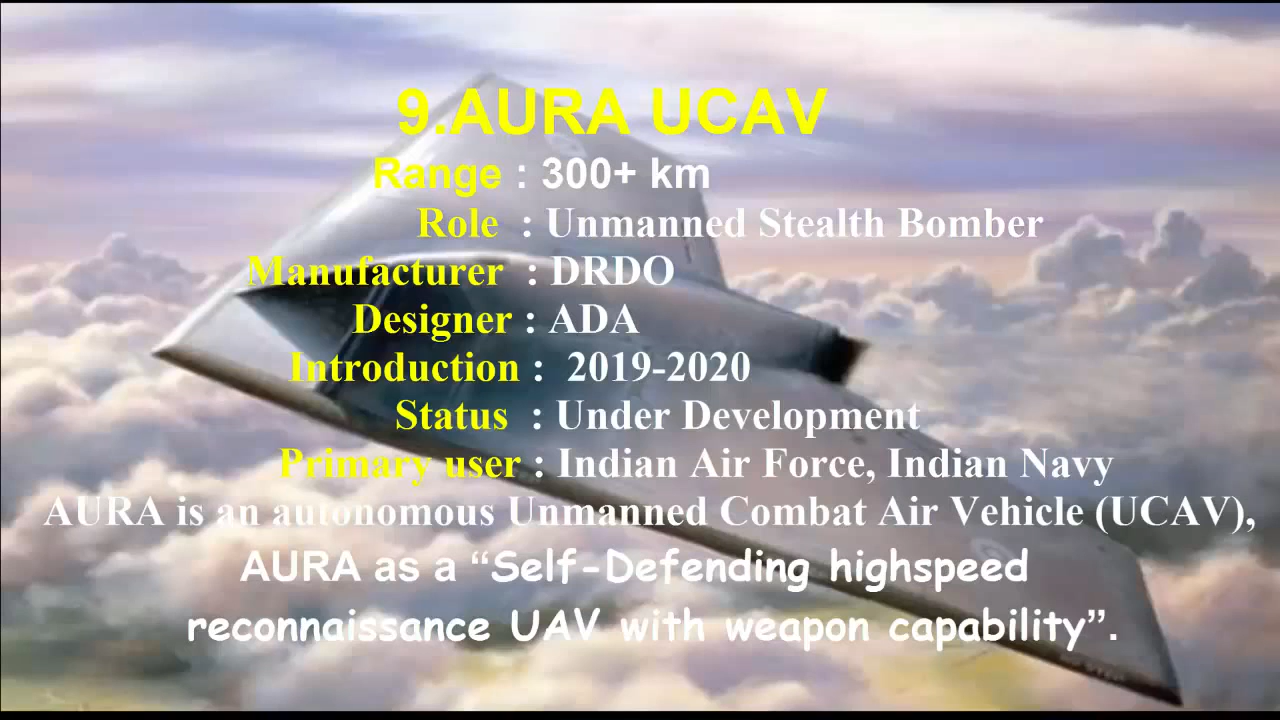 9.AURA UCAV
Range : 300+ km
Role : Unmanned Stealth Bomber
Manufacturer : DRDO
Designer : ADA
Introduction : 2019-2020
Status : Under Development
Primary user : Indian Air Force, Indian Navy
AURA is an autonomous Unmanned Combat Air Vehicle (UCAV),
AURA as a “Self-Defending highspeed
reconnaissance UAV with weapon capability”.